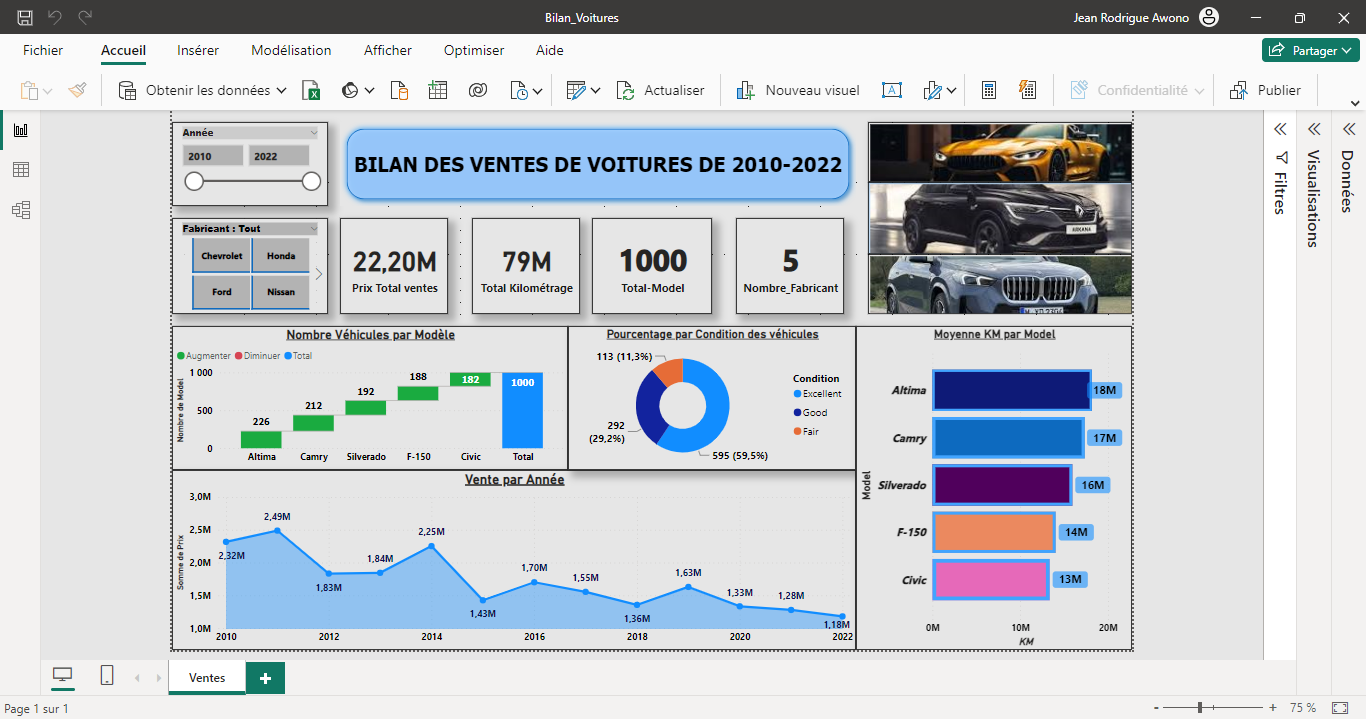 Bilan_Voitures
Jean Rodrigue Awono
Fichier
Accueil
Insérer
Modélisation
Afficher
Optimiser
Aide
Partager
Obtenir les données
Actualiser
Nouveau visuel
Confidentialité
Publier
Année
2010
2022
BILAN DES VENTES DE VOITURES DE 2010-2022
ARKANA
Fabricant : Tout
Chevrolet
Honda
Ford
Nissan
22,20M
Prix Total ventes
79M
Total Kilométrage
1000
Total-Model
5
Nombre_Fabricant
Nombre Véhicules par Modèle
Augmenter
Diminuer
Total
Nombre de Model
1 000
500
0
226
212
192
188
182
1000
Altima
Camry
Silverado
F-150
Civic
Total
Pourcentage par Condition des véhicules
113 (11,3%)
292
(29,2%)
595 (59,5%)
Condition
Excellent
Good
Fair
Moyenne KM par Model
Model
Altima
18M
Camry
17M
Silverado
16M
F-150
14M
Civic
13M
0M
10M
20M
KM
Vente par Année
Somme de Prix
3,0M
2,5M
2,0M
1,5M
1,0M
2,32M
2,49M
1,83M
1,84M
2,25M
1,43M
1,70M
1,55M
1,36M
1,63M
1,33M
1,28M
1,18M
2010
2012
2014
2016
2018
2020
2022
Filtres
Visualisations
Données
Ventes
Page 1 sur 1
75 %